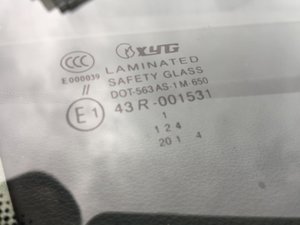 CCC
XYG
E000039
LAMINATED
//
SAFETY GLASS
DOT-563 AS-1 M-650
E1
43 R-001531
1
1 2 4
20 1 4